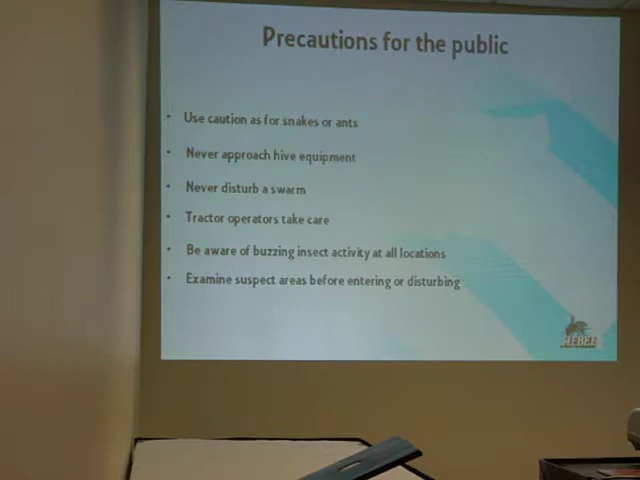 Precautions for the public
• Use caution as for snakes or ants
• Never approach hive equipment
• Never disturb a swarm
• Tractor operators take care
• Be aware of buzzing insect activity at all locations
• Examine suspect areas before entering or disturbing